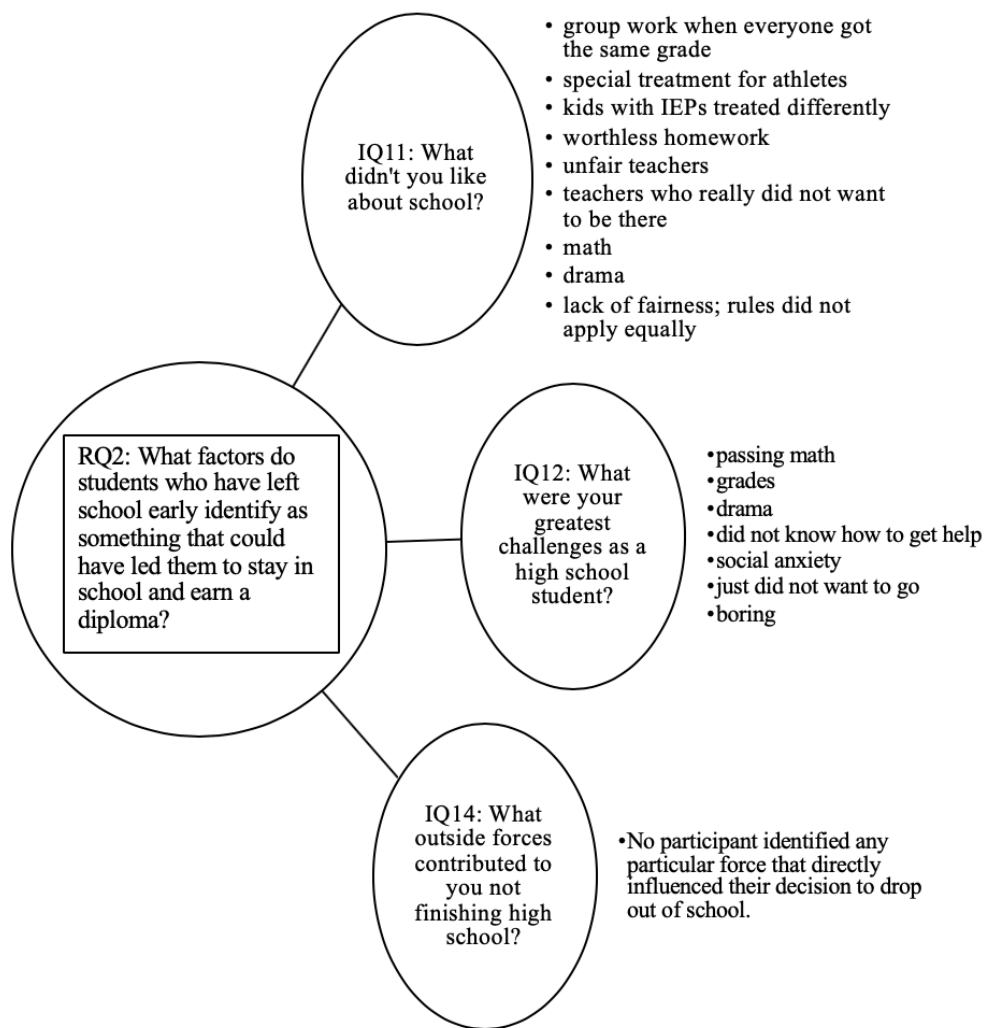 IQ11: What
didn't you like
about school?
• group work when everyone got
the same grade
• special treatment for athletes
• kids with IEPs treated differently
• worthless homework
• unfair teachers
• teachers who really did not want
to be there
• math
• drama
• lack of fairness; rules did not
apply equally
RQ2: What factors do
students who have left
school early identify as
something that could
have led them to stay in
school and earn a
diploma?
IQ12: What
were your
greatest
challenges as a
high school
student?
•passing math
•grades
•drama
•did not know how to get help
•social anxiety
•just did not want to go
•boring
IQ14: What
outside forces
contributed to
you not
finishing high
school?
•No participant identified any
particular force that directly
influenced their decision to drop
out of school.